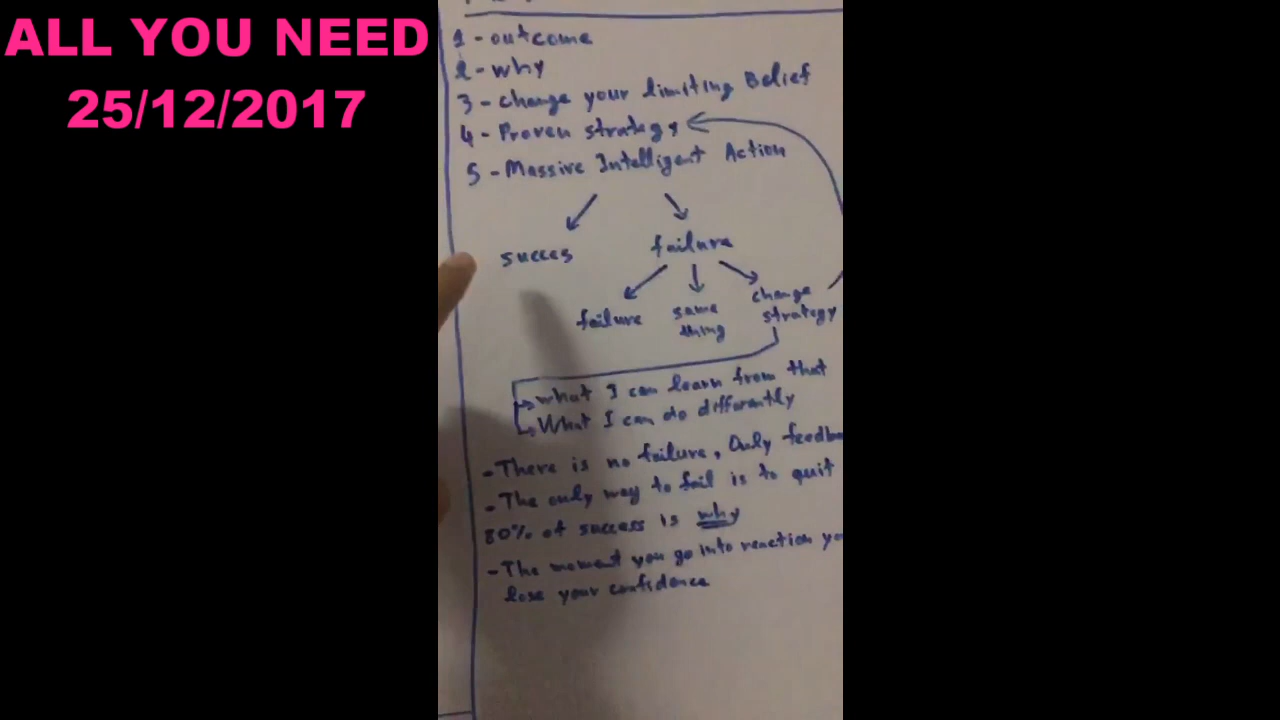 ALL YOU NEED
25/12/2017
1 - outcome
2 - why
3 - change your limiting Belief
4 - Proven strategy
5 - Massive Intelligent Action
succes
failure
failure
same
thing
change
strategy
what I can learn from that
What I can do differantly
- There is no failure, Only feedba
- The only way to fail is to quit
80% of success is why
- The moment you go into reaction yo
lose your confidence